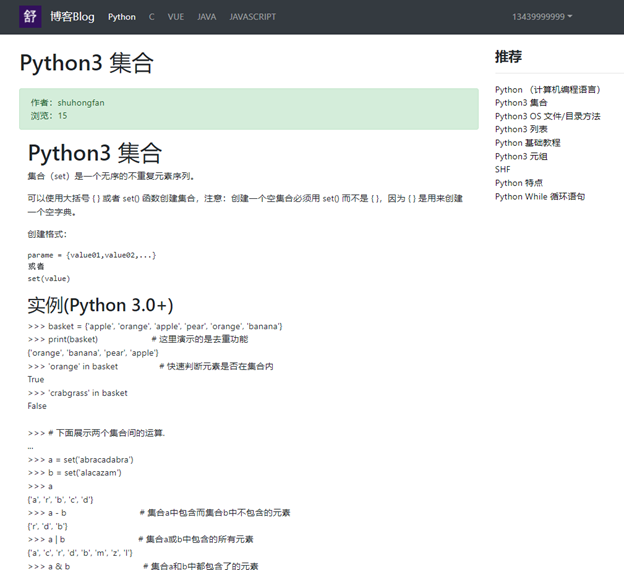 舒 博客Blog Python C VUE JAVA JAVASCRIPT 13439999999
Python3 集合
作者：shuhongfan
浏览：15
Python3 集合
集合（set）是一个无序的不重复元素序列。
可以使用大括号 { } 或者 set() 函数创建集合，注意：创建一个空集合必须用 set() 而不是 { }，因为 { } 是用来创建
一个空字典。
创建格式：
parame = {value01,value02,...}
或者
set(value)
实例(Python 3.0+)
>>> basket = {'apple', 'orange', 'apple', 'pear', 'orange', 'banana'}
>>> print(basket) # 这里演示的是去重功能
{'orange', 'banana', 'pear', 'apple'}
>>> 'orange' in basket # 快速判断元素是否在集合内
True
>>> 'crabgrass' in basket
False
>>> # 下面展示两个集合间的运算.
...
>>> a = set('abracadabra')
>>> b = set('alacazam')
>>> a
{'a', 'r', 'b', 'c', 'd'}
>>> a - b # 集合a中包含而集合b中不包含的元素
{'r', 'd', 'b'}
>>> a | b # 集合a或b中包含的所有元素
{'a', 'c', 'r', 'd', 'b', 'm', 'z', 'l'}
>>> a & b # 集合a和b中都包含了的元素
推荐
Python （计算机编程语言）
Python3 集合
Python3 OS 文件/目录方法
Python3 列表
Python 基础教程
Python3 元组
SHF
Python 特点
Python While 循环语句